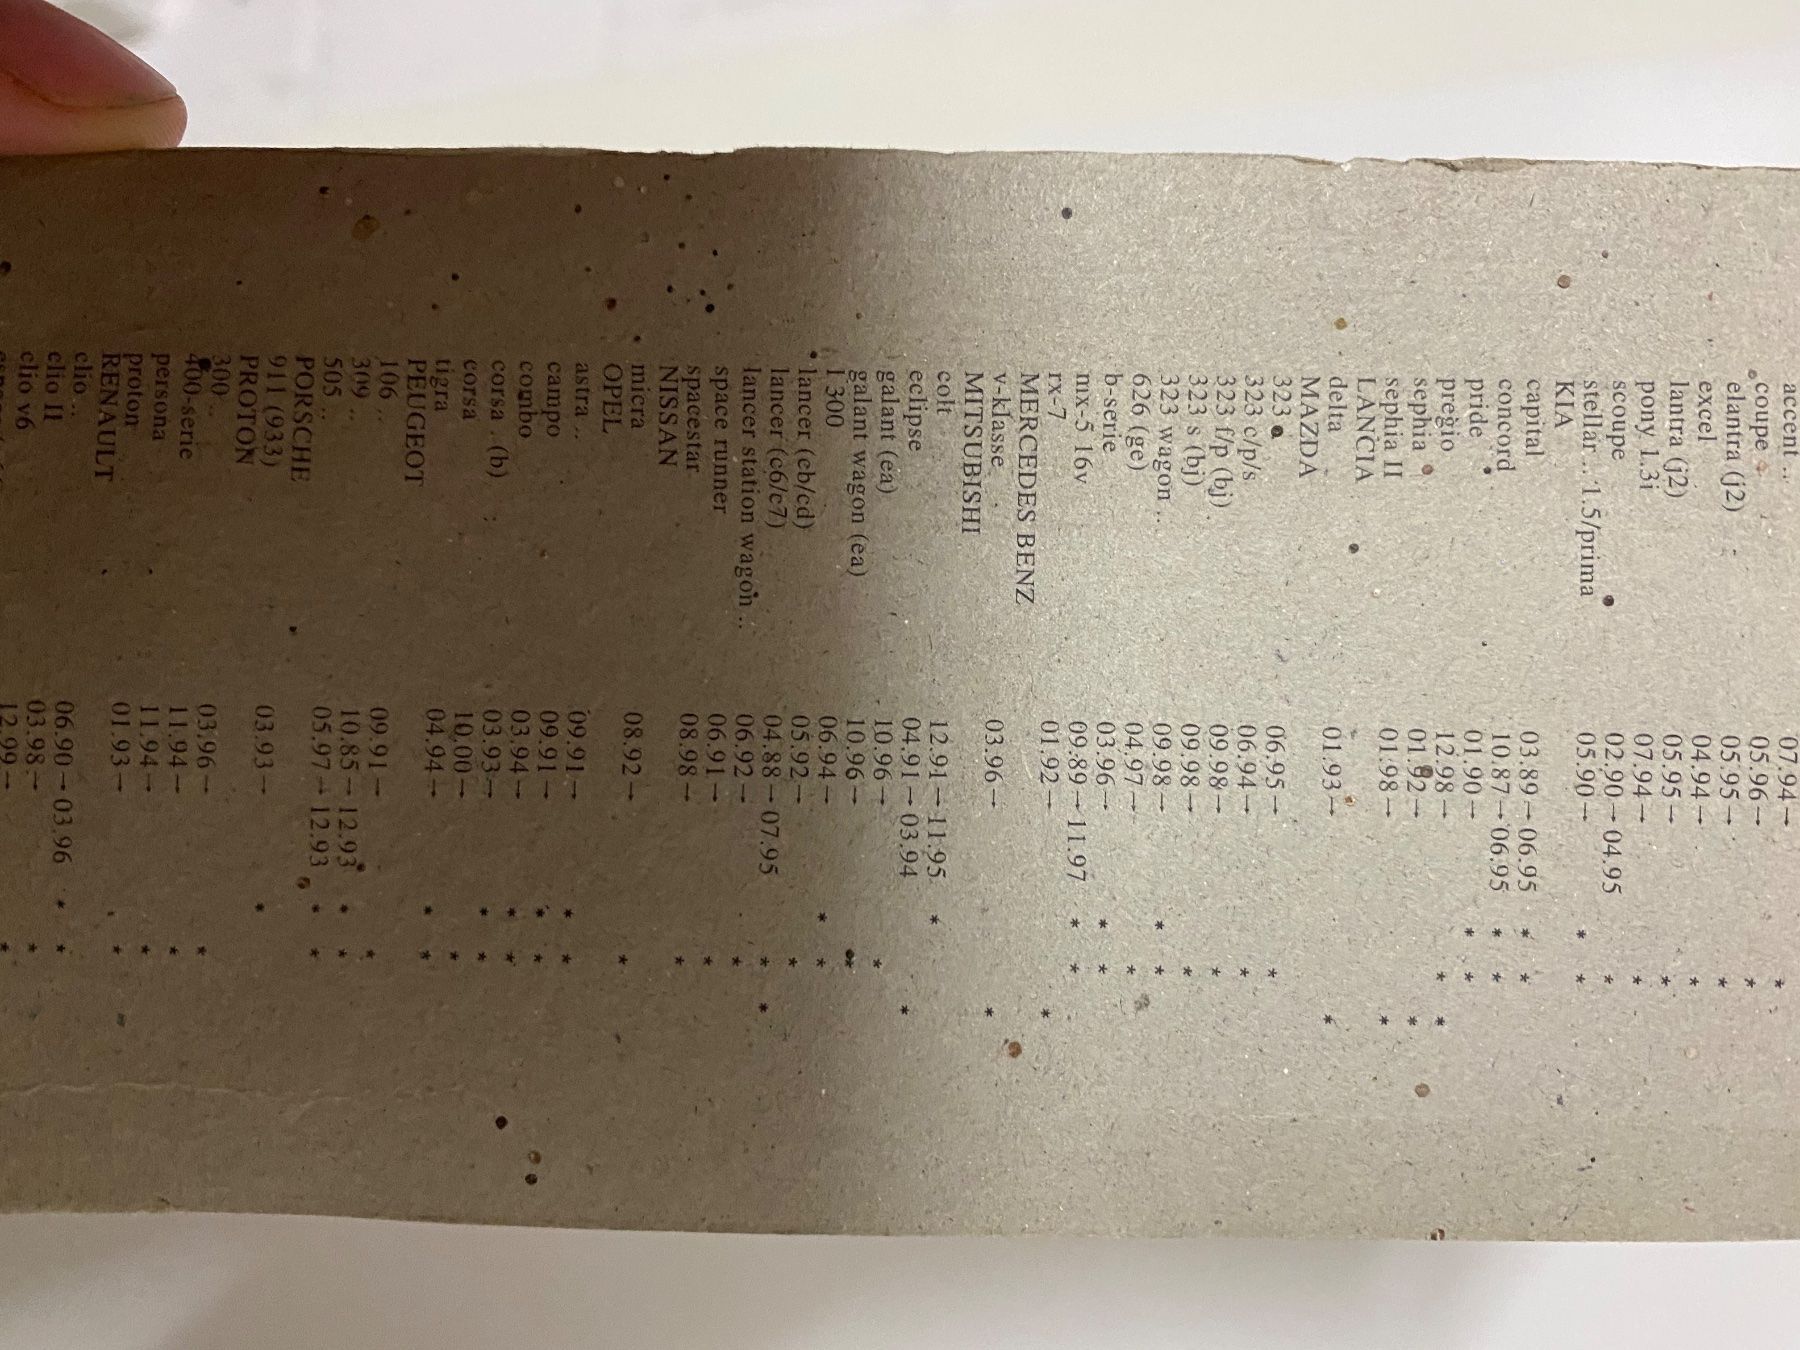 accent .. 07.94→ *
coupe 05.96→ *
elantra (j2) 05.95→ *
excel 04.94→ *
lantra (j2) 05.95→ *
pony 1.3i 07.94→ *
scoupe 02.90→04.95 *
stellar .. 1.5/prima 05.90→ * *
KIA
capital 03.89→06.95 * *
concord 10.87→06.95 * *
pride 01.90→ * *
pregio 12.98→ * *
sephia 01.92→ *
sephia II 01.98→ *
LANCIA
delta 01.93→ *
MAZDA
323 06.95→ *
323 c/p/s 06.94→ *
323 f/p (bj) 09.98→ *
323 s (bj) 09.98→ *
323 wagon .. 09.98→ * *
626 (ge) 04.97→ *
b-serie 03.96→ * *
mx-5 16v 09.89→11.97 * *
rx-7 01.92→ *
MERCEDES BENZ
v-klasse 03.96→ *
MITSUBISHI
colt 12.91→11.95 *
eclipse 04.91→03.94 *
galant (ea) 10.96→ *
galant wagon (ea) 10.96→ *
l 300 06.94→ * *
lancer (cb/cd) 05.92→ *
lancer (c6/c7) 04.88→07.95 * *
lancer station wagon .. 06.92→ *
space runner 06.91→ *
spacestar 08.98→ *
NISSAN
micra 08.92→ *
OPEL
astra .. 09.91→ * *
campo 09.91→ * *
combo 03.94→ * *
corsa . (b) 03.93→ * *
corsa 10.00→ *
tigra 04.94→ * *
PEUGEOT
106 .. 09.91→ *
309 .. 10.85→12.93 * *
505 .. 05.97→12.93 * *
PORSCHE
911 (933) 03.93→ *
PROTON
300 .. 03.96→ *
400-serie 11.94→ *
persona 11.94→ *
proton 01.93→ *
RENAULT
clio .. 06.90→03.96 * *
clio II 03.98→ *
clio v6 12.99→ *